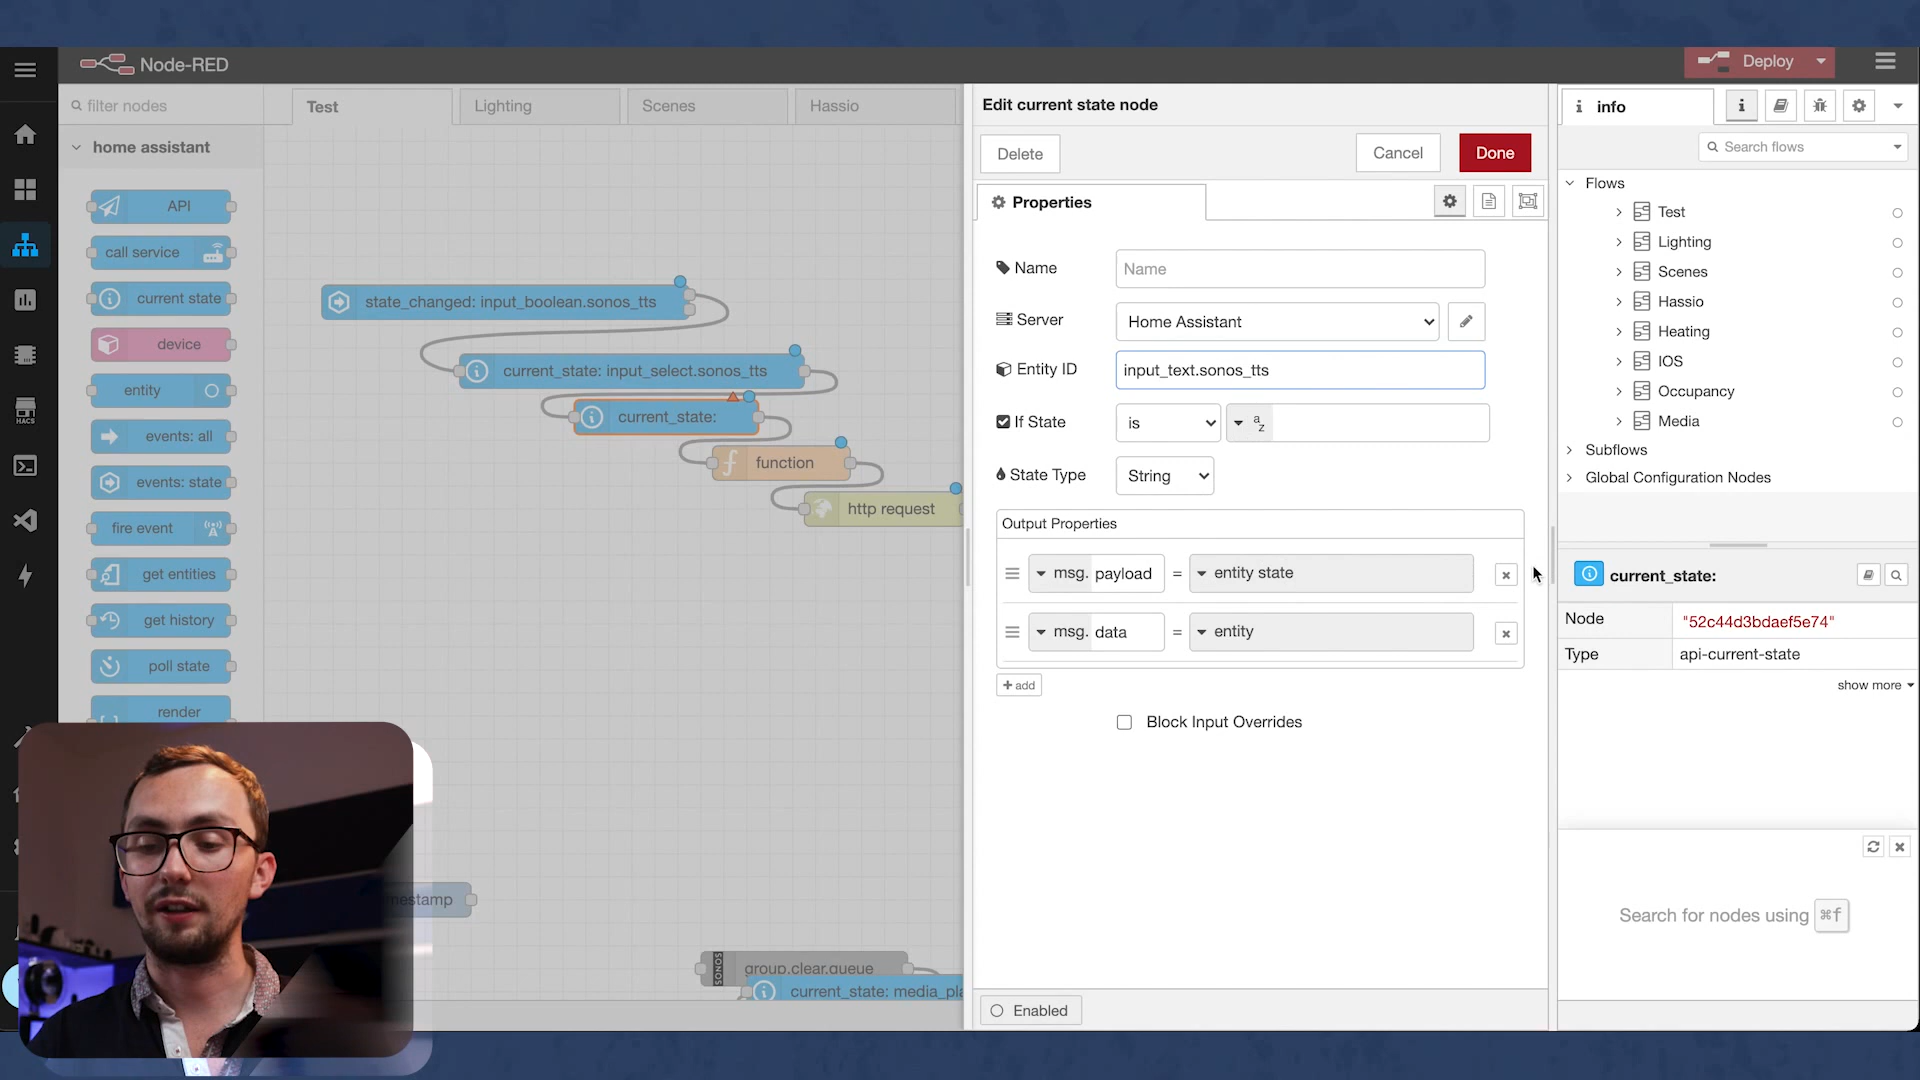 Node-RED
Deploy
filter nodes
Test
Lighting
Scenes
Hassio
home assistant
API
call service
current state
device
entity
events: all
events: state
fire event
get entities
get history
poll state
render
HACS
state_changed: input_boolean.sonos_tts
current_state: input_select.sonos_tts
current_state:
function
http request
mestamp
SONOS
group.clear.queue
current_state: media_pla
Edit current state node
Delete
Cancel
Done
Properties
Name
Name
Server
Home Assistant
Entity ID
input_text.sonos_tts
If State
is
a z
State Type
String
Output Properties
msg. payload = entity state
msg. data = entity
+ add
Block Input Overrides
Enabled
i info
i
Search flows
Flows
Test
Lighting
Scenes
Hassio
Heating
IOS
Occupancy
Media
Subflows
Global Configuration Nodes
current_state:
Node "52c44d3bdaef5e74"
Type api-current-state
show more
Search for nodes using ⌘f